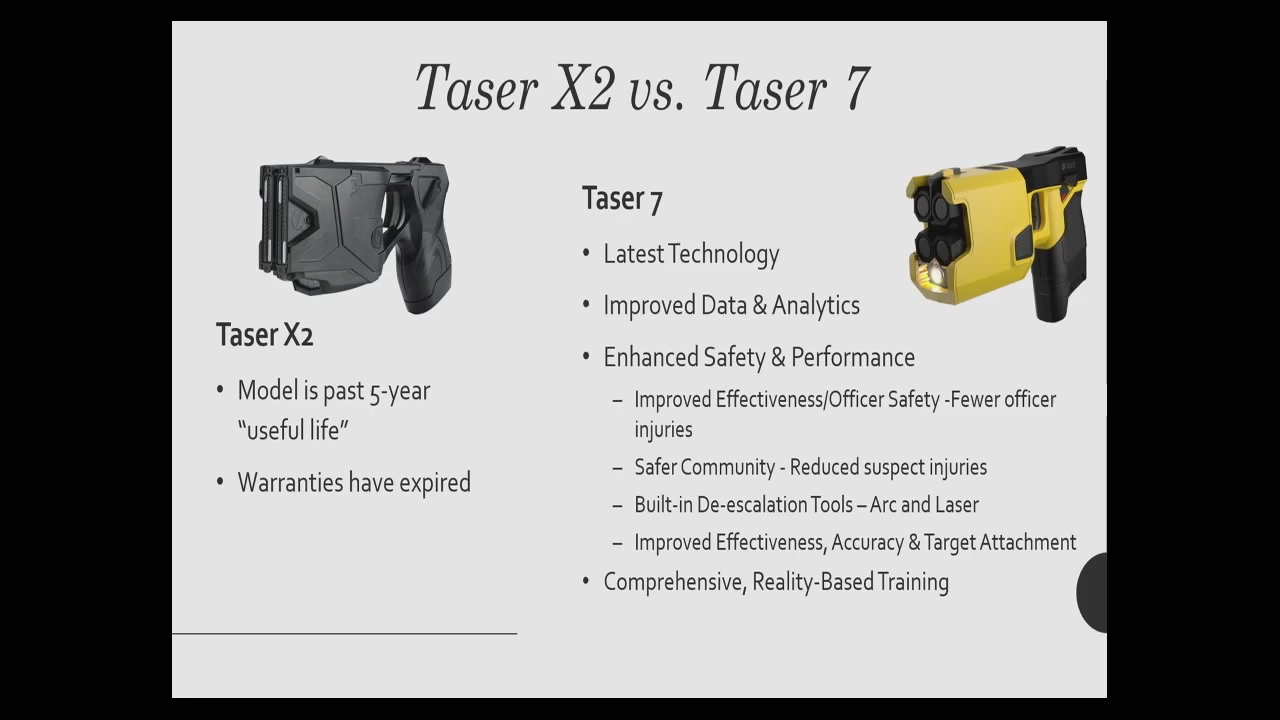 Taser X2 vs. Taser 7
Taser X2
• Model is past 5-year
“useful life”
• Warranties have expired
Taser 7
• Latest Technology
• Improved Data & Analytics
• Enhanced Safety & Performance
– Improved Effectiveness/Officer Safety -Fewer officer
injuries
– Safer Community - Reduced suspect injuries
– Built-in De-escalation Tools – Arc and Laser
– Improved Effectiveness, Accuracy & Target Attachment
• Comprehensive, Reality-Based Training